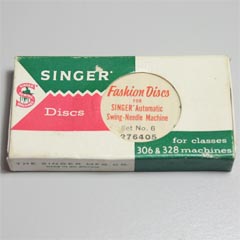 SINGER
Discs
Fashion Discs
FOR
SINGER Automatic
Swing-Needle Machine
Set No. 6
276405
for classes
306 & 328 machines
THE SINGER MFG. CO.